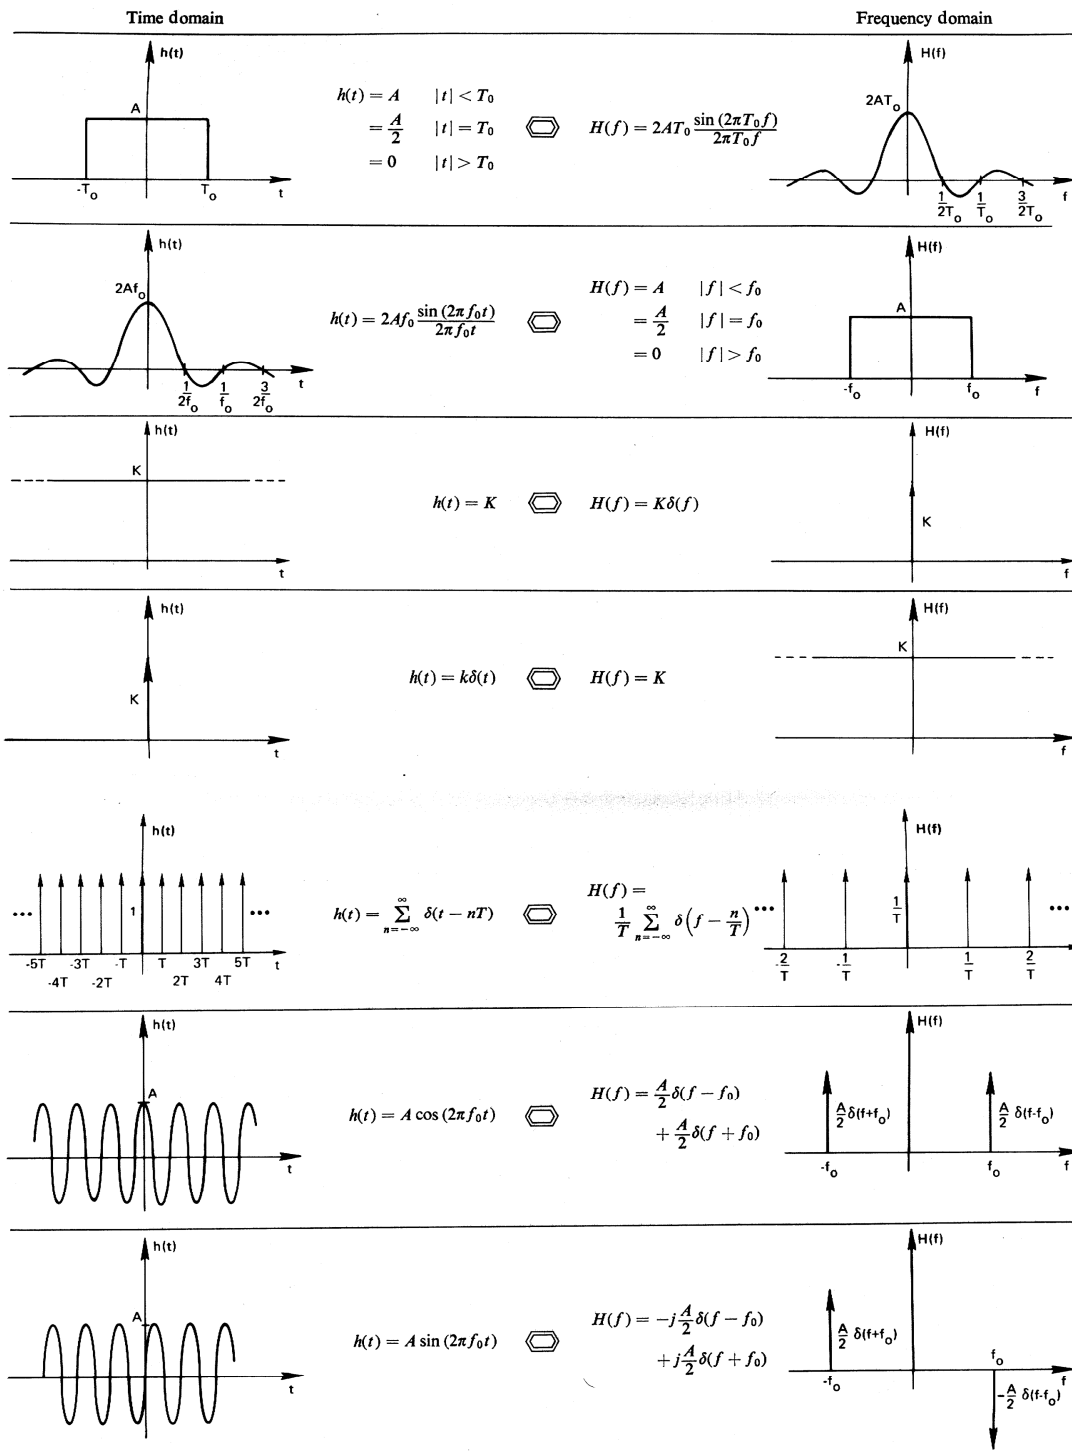 Time domain
Frequency domain
h(t)
A
-T₀
T₀
t
h(t) = A |t| < T₀
= A/2 |t| = T₀
= 0 |t| > T₀
H(f) = 2AT₀ sin (2πT₀f) / 2πT₀f
H(f)
2AT₀
1/2T₀
1/T₀
3/2T₀
f
h(t)
2Af₀
1/2f₀
1/f₀
3/2f₀
t
h(t) = 2Af₀ sin (2πf₀t) / 2πf₀t
H(f) = A |f| < f₀
= A/2 |f| = f₀
= 0 |f| > f₀
H(f)
A
-f₀
f₀
f
h(t)
K
t
h(t) = K
H(f) = Kδ(f)
H(f)
K
f
h(t)
K
t
h(t) = kδ(t)
H(f) = K
H(f)
K
f
h(t)
1
••• •••
-5T -3T -T T 3T 5T
-4T -2T 2T 4T
h(t) = ∞ Σ n=-∞ δ(t − nT)
H(f) =
1/T ∞ Σ n=-∞ δ(f − n/T)
H(f)
1/T
••• •••
-2/T -1/T 1/T 2/T
h(t)
A
t
h(t) = A cos (2πf₀t)
H(f) = A/2 δ(f − f₀)
+ A/2 δ(f + f₀)
H(f)
A/2 δ(f+f₀)
A/2 δ(f-f₀)
-f₀
f₀
f
h(t)
A
t
h(t) = A sin (2πf₀t)
H(f) = −j A/2 δ(f − f₀)
+ j A/2 δ(f + f₀)
H(f)
A/2 δ(f+f₀)
-f₀
f₀
f
-A/2 δ(f-f₀)